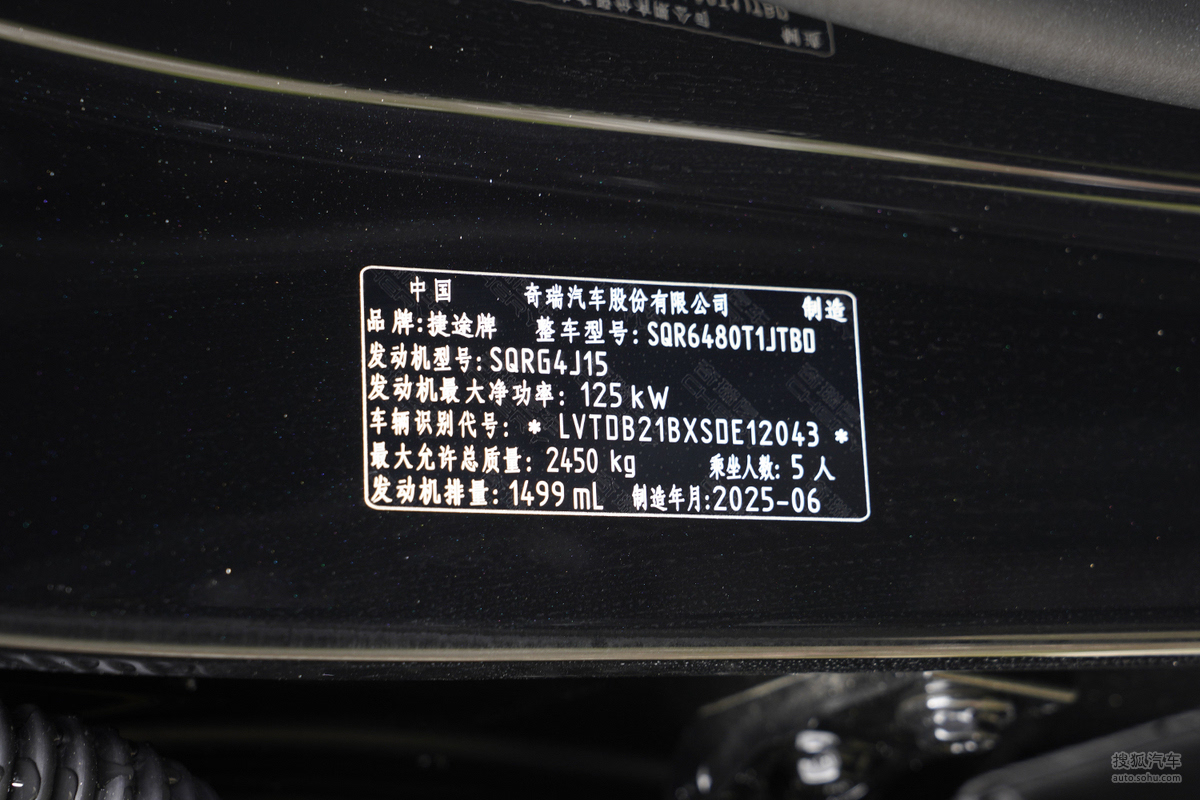 中国 奇瑞汽车股份有限公司 制造
品牌:捷途牌 整车型号:SQR6480T1JTBD
发动机型号:SQRG4J15
发动机最大净功率: 125 kW
车辆识别代号: * LVTDB21BXSDE12043 *
最大允许总质量: 2450 kg 乘坐人数: 5 人
发动机排量: 1499 mL 制造年月:2025-06
搜狐汽车
auto.sohu.com